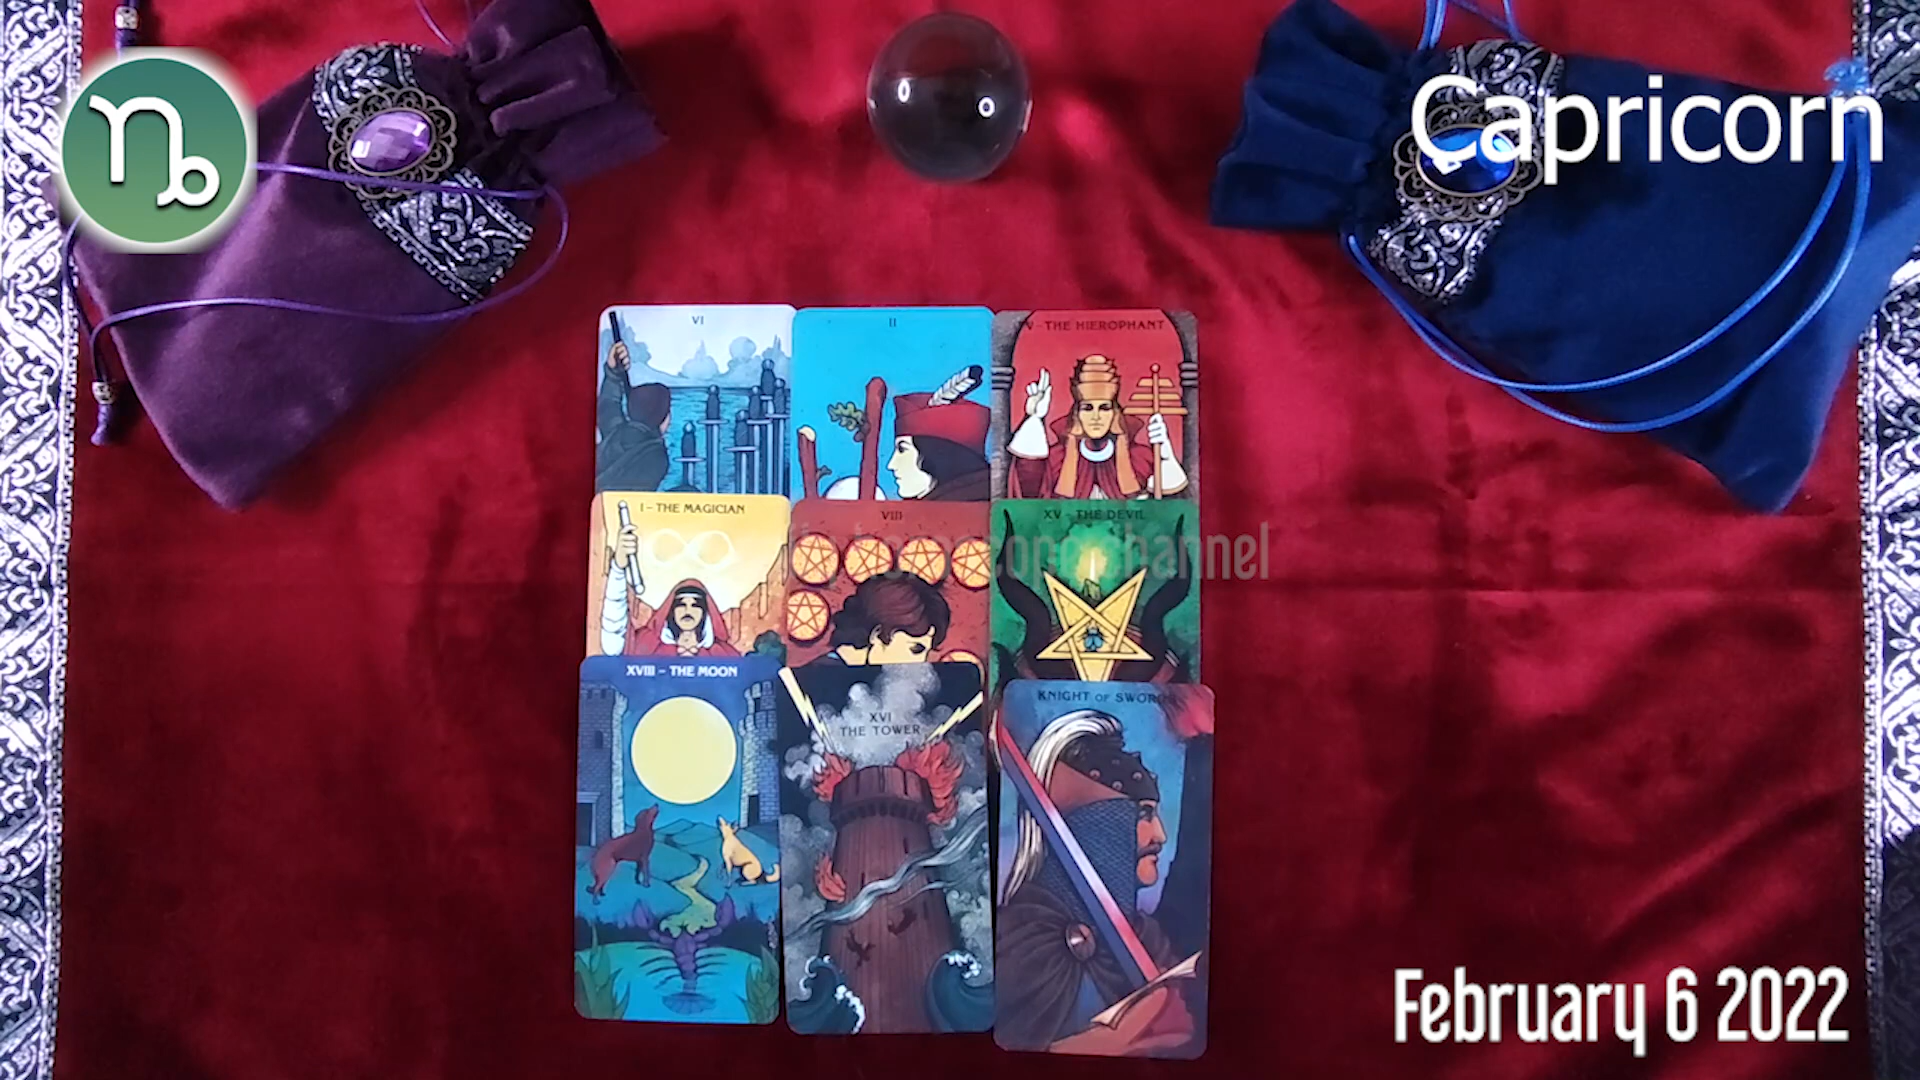 Capricorn
VI
II
V - THE HIEROPHANT
I - THE MAGICIAN
VIII
XV - THE DEVIL
channel
XVIII - THE MOON
XVI
THE TOWER
KNIGHT OF SWORDS
February 6 2022